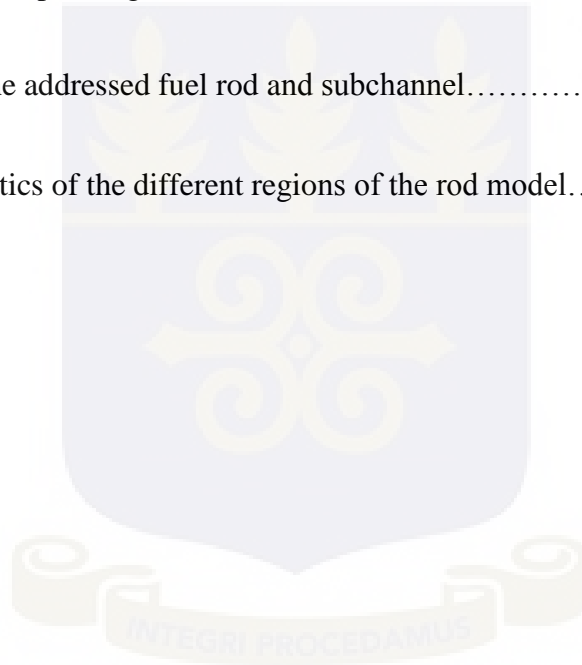 e addressed fuel rod and subchannel…………
tics of the different regions of the rod model…
INTEGRI PROCEDAMUS